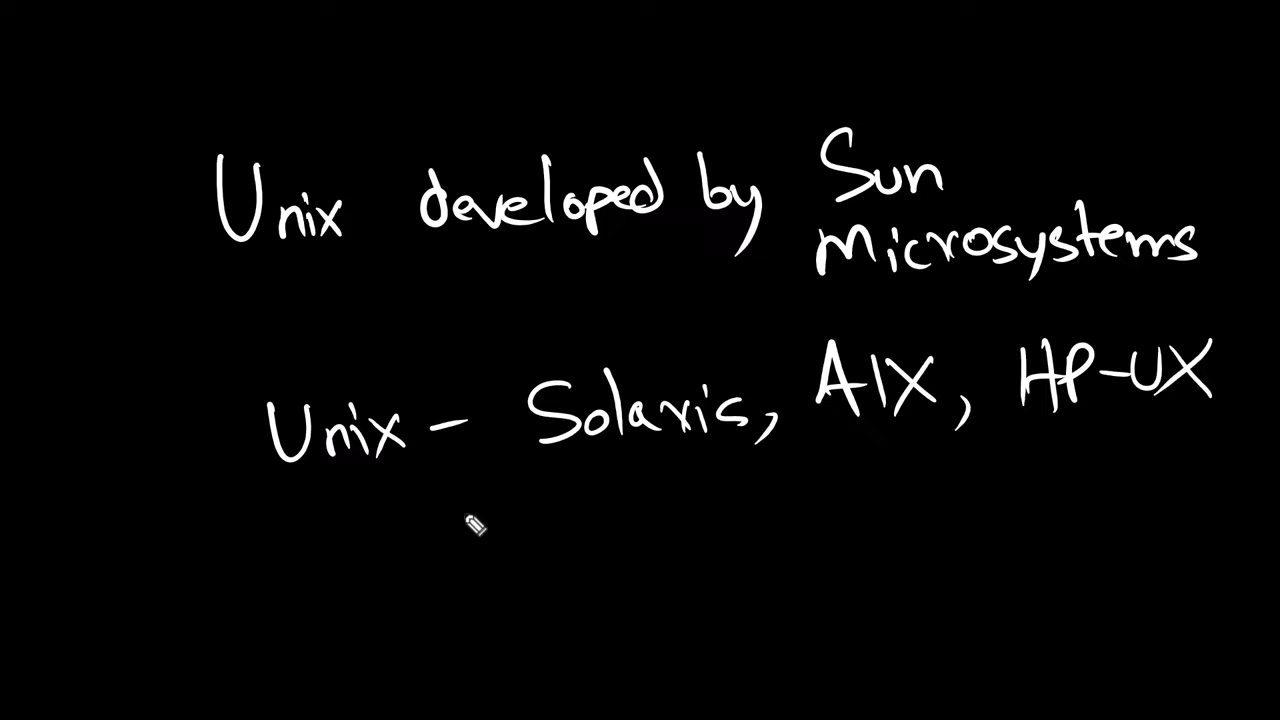 Unix developed by Sun
Microsystems
Unix - Solaris, AIX, HP-UX